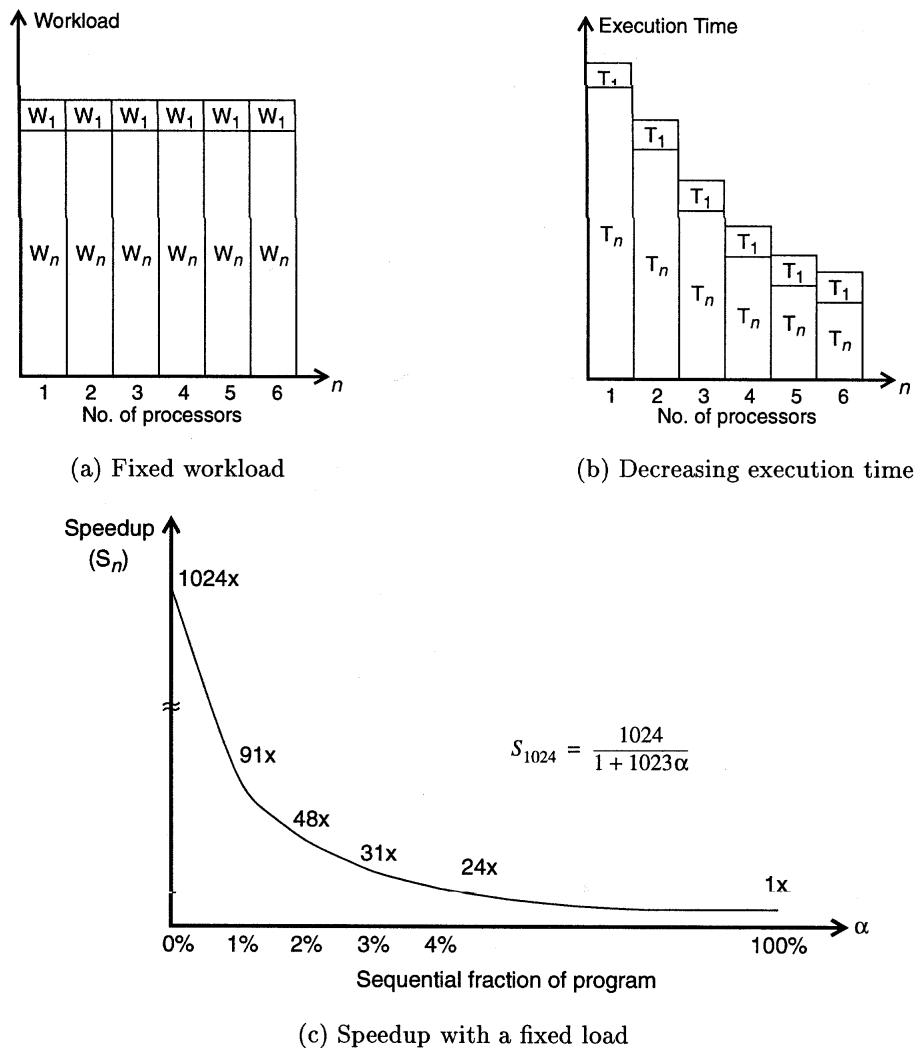 Workload
W1 W1 W1 W1 W1 W1
Wn Wn Wn Wn Wn Wn
1 2 3 4 5 6 n
No. of processors
(a) Fixed workload
Execution Time
T1
T1
T1
T1
T1
T1
Tn
Tn
Tn
Tn
Tn
Tn
1 2 3 4 5 6 n
No. of processors
(b) Decreasing execution time
Speedup
(Sn)
1024x
91x
48x
31x
24x
1x
S1024 = 1024 / 1 + 1023α
0% 1% 2% 3% 4% 100% α
Sequential fraction of program
(c) Speedup with a fixed load